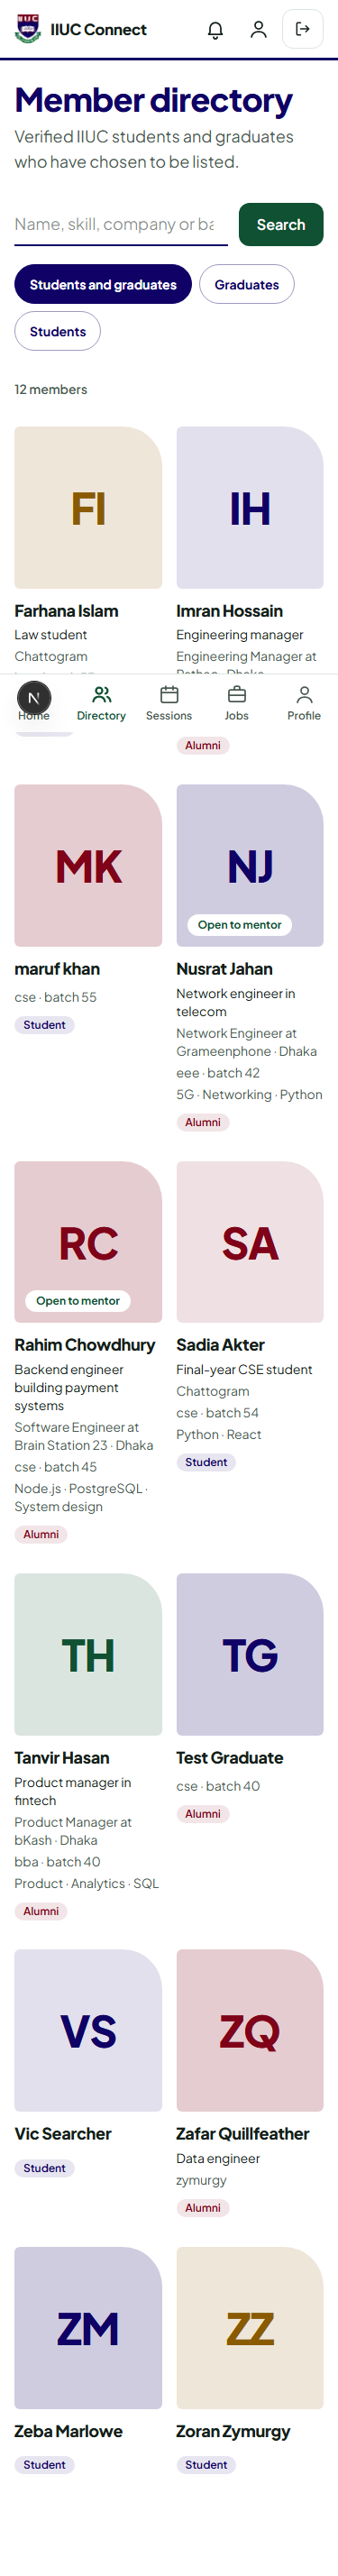 IIUC Connect
Member directory
Verified IIUC students and graduates
who have chosen to be listed.
Name, skill, company or ba
Search
Students and graduates
Graduates
Students
12 members
FI
IH
Farhana Islam
Law student
Chattogram
Imran Hossain
Engineering manager
Engineering Manager at
N
Home
Directory
Sessions
Jobs
Profile
Alumni
MK
NJ
Open to mentor
maruf khan
cse · batch 55
Student
Nusrat Jahan
Network engineer in
telecom
Network Engineer at
Grameenphone · Dhaka
eee · batch 42
5G · Networking · Python
Alumni
RC
Open to mentor
SA
Rahim Chowdhury
Backend engineer
building payment
systems
Software Engineer at
Brain Station 23 · Dhaka
cse · batch 45
Node.js · PostgreSQL ·
System design
Alumni
Sadia Akter
Final-year CSE student
Chattogram
cse · batch 54
Python · React
Student
TH
TG
Tanvir Hasan
Product manager in
fintech
Product Manager at
bKash · Dhaka
bba · batch 40
Product · Analytics · SQL
Alumni
Test Graduate
cse · batch 40
Alumni
VS
ZQ
Vic Searcher
Student
Zafar Quillfeather
Data engineer
zymurgy
Alumni
ZM
ZZ
Zeba Marlowe
Student
Zoran Zymurgy
Student